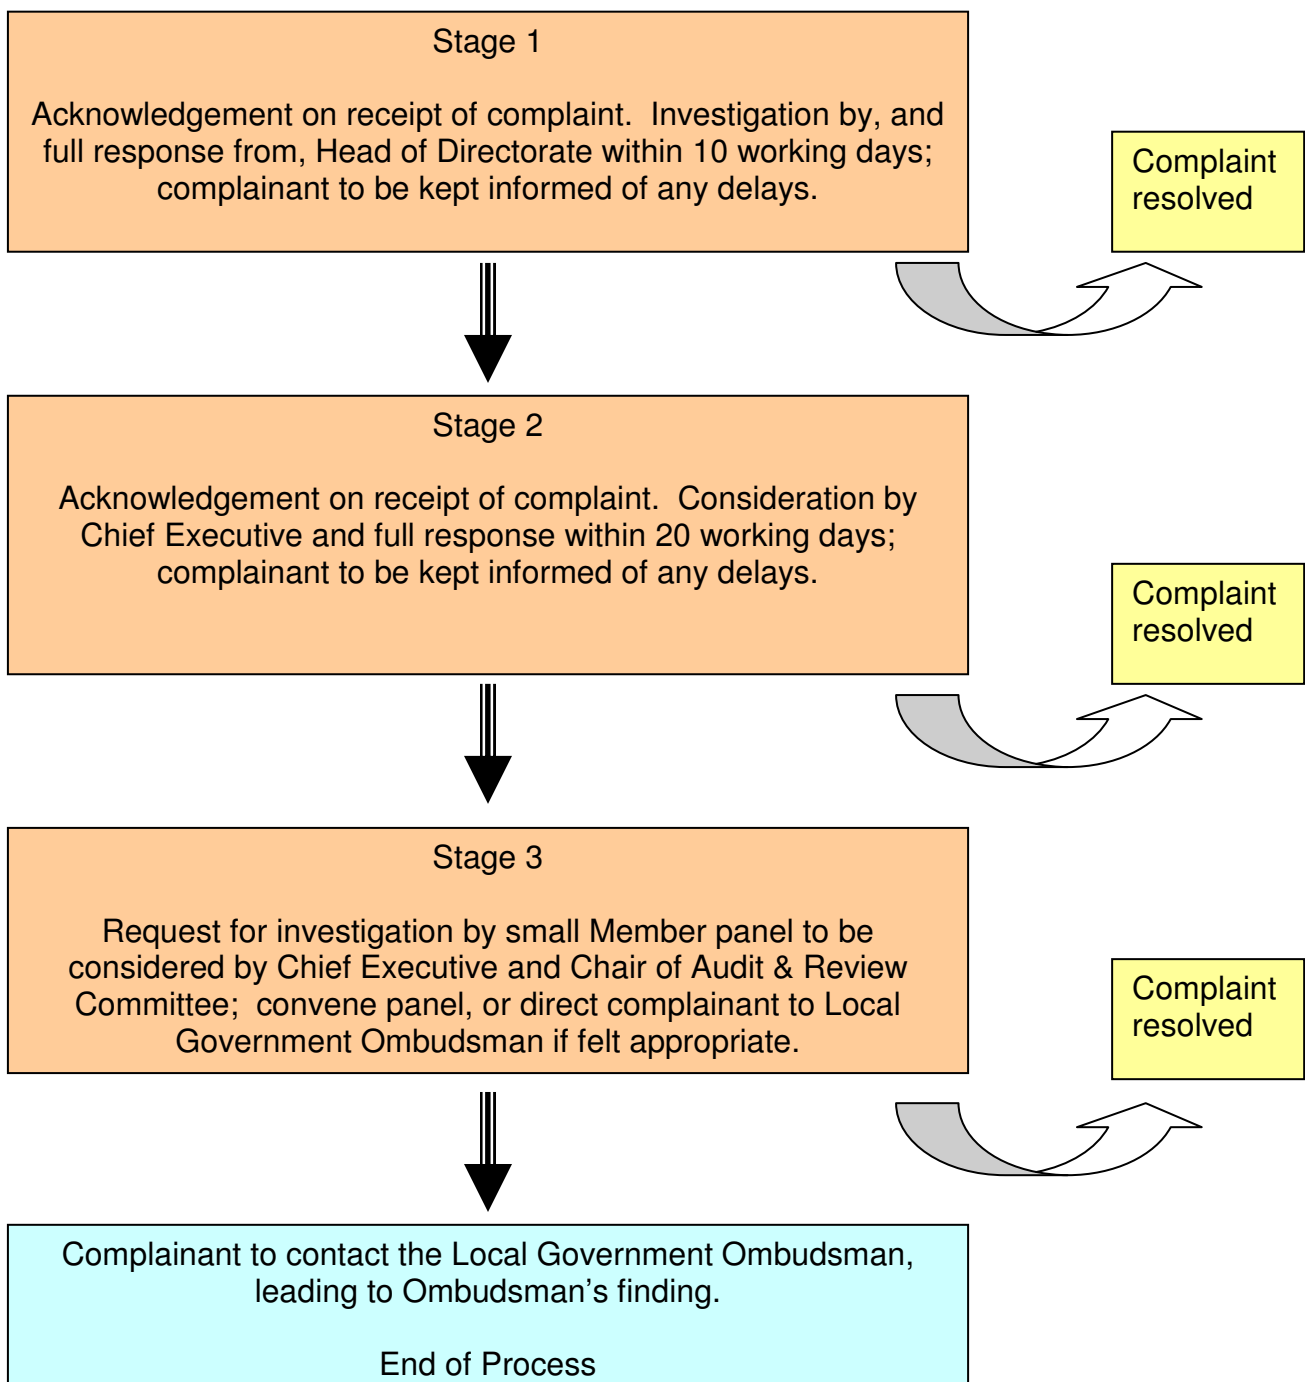 Stage 1
Acknowledgement on receipt of complaint.  Investigation by, and
full response from, Head of Directorate within 10 working days;
complainant to be kept informed of any delays.
Complaint
resolved
Stage 2
Acknowledgement on receipt of complaint.  Consideration by
Chief Executive and full response within 20 working days;
complainant to be kept informed of any delays.
Complaint
resolved
Stage 3
Request for investigation by small Member panel to be
considered by Chief Executive and Chair of Audit & Review
Committee;  convene panel, or direct complainant to Local
Government Ombudsman if felt appropriate.
Complaint
resolved
Complainant to contact the Local Government Ombudsman,
leading to Ombudsman’s finding.
End of Process